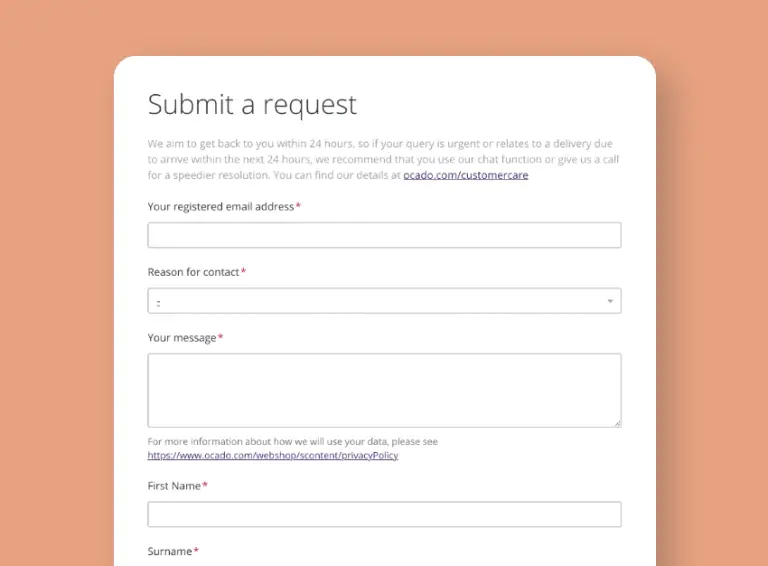 Submit a request
We aim to get back to you within 24 hours, so if your query is urgent or relates to a delivery due
to arrive within the next 24 hours, we recommend that you use our chat function or give us a call
for a speedier resolution. You can find our details at ocado.com/customercare
Your registered email address*
Reason for contact*
-
Your message*
For more information about how we will use your data, please see
https://www.ocado.com/webshop/scontent/privacyPolicy
First Name*
Surname*